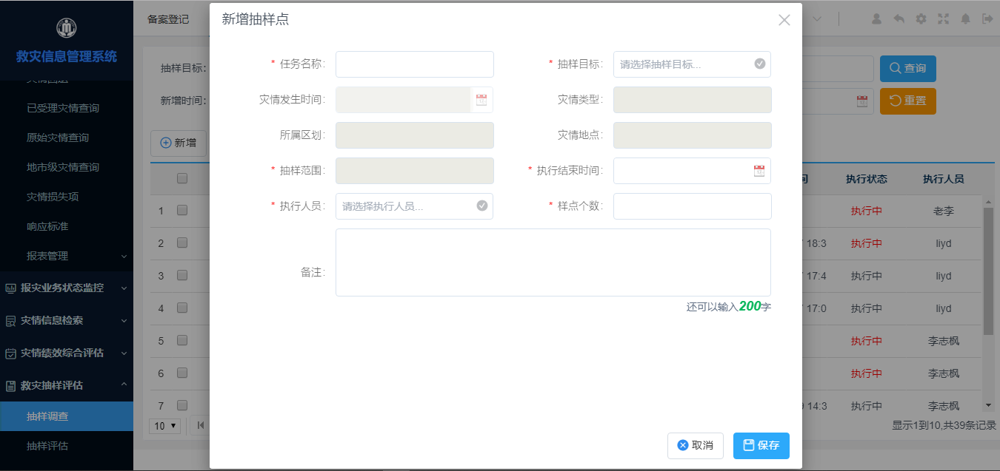 救灾信息管理系统
已受理灾情查询
原始灾情查询
地市级灾情查询
灾情损失项
响应标准
报表管理
报灾业务状态监控
灾情信息检索
灾情绩效综合评估
救灾抽样评估
抽样调查
抽样评估
备案登记
抽样目标:
新增时间:
查询
重置
新增
执行状态 执行人员
1 执行中 老李
2 18:3 执行中 liyd
3 17:4 执行中 liyd
4 17:0 执行中 liyd
5 执行中 李志枫
6 执行中 李志枫
7 14:3 执行中 李志枫
10
显示1到10,共39条记录
新增抽样点
* 任务名称:
* 抽样目标: 请选择抽样目标...
灾情发生时间:
灾情类型:
所属区划:
灾情地点:
* 抽样范围:
* 执行结束时间:
* 执行人员: 请选择执行人员...
* 样点个数:
备注:
还可以输入200字
取消
保存